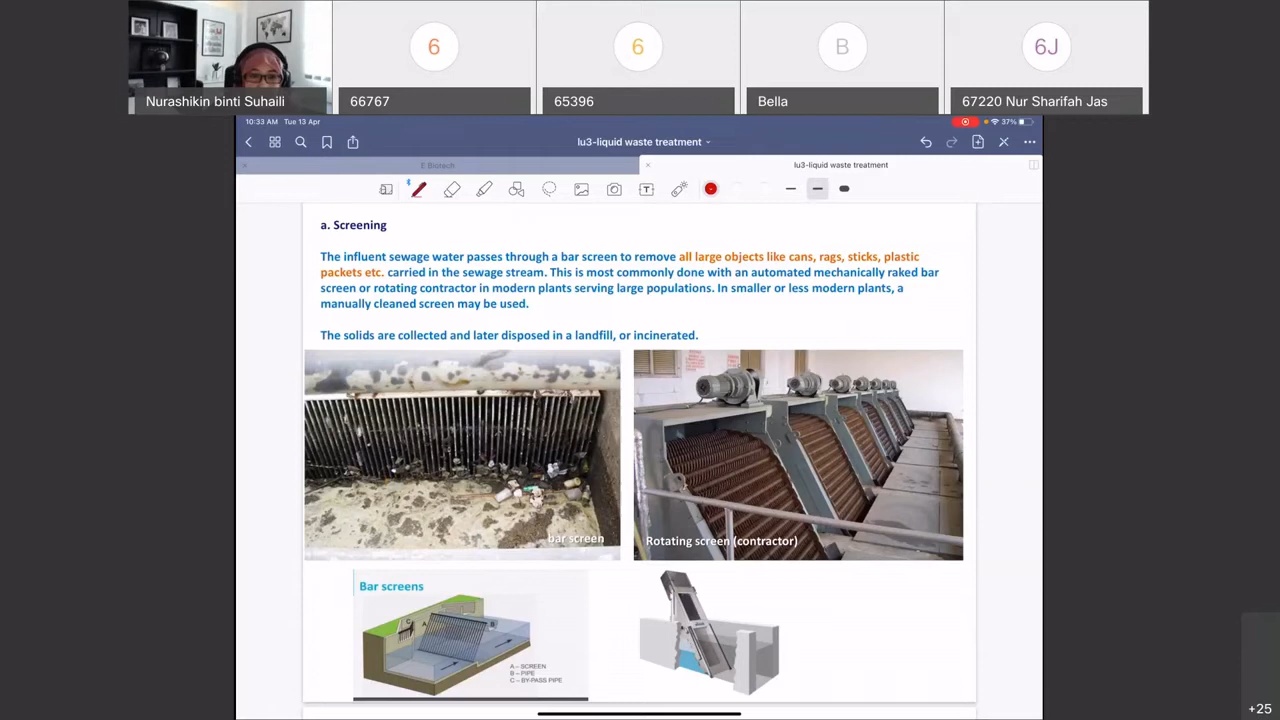 Nurashikin binti Suhaili
6
66767
6
65396
B
Bella
6J
67220 Nur Sharifah Jas
10:33 AM Tue 13 Apr
37%
lu3-liquid waste treatment
E Biotech
lu3-liquid waste treatment
T
a. Screening
The influent sewage water passes through a bar screen to remove all large objects like cans, rags, sticks, plastic
packets etc. carried in the sewage stream. This is most commonly done with an automated mechanically raked bar
screen or rotating contractor in modern plants serving large populations. In smaller or less modern plants, a
manually cleaned screen may be used.
The solids are collected and later disposed in a landfill, or incinerated.
bar screen
Rotating screen (contractor)
Bar screens
C
A
B
A – SCREEN
B – PIPE
C – BY-PASS PIPE
+25